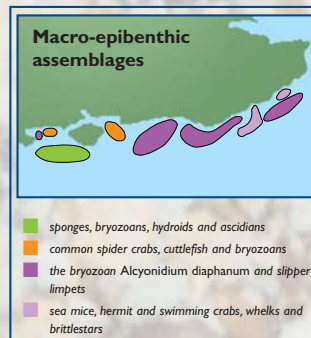 Macro-epibenthic
assemblages
sponges, bryozoans, hydroids and ascidians
common spider crabs, cuttlefish and bryozoans
the bryozoan Alcyonidium diaphanum and slipper
limpets
sea mice, hermit and swimming crabs, whelks and
brittlestars